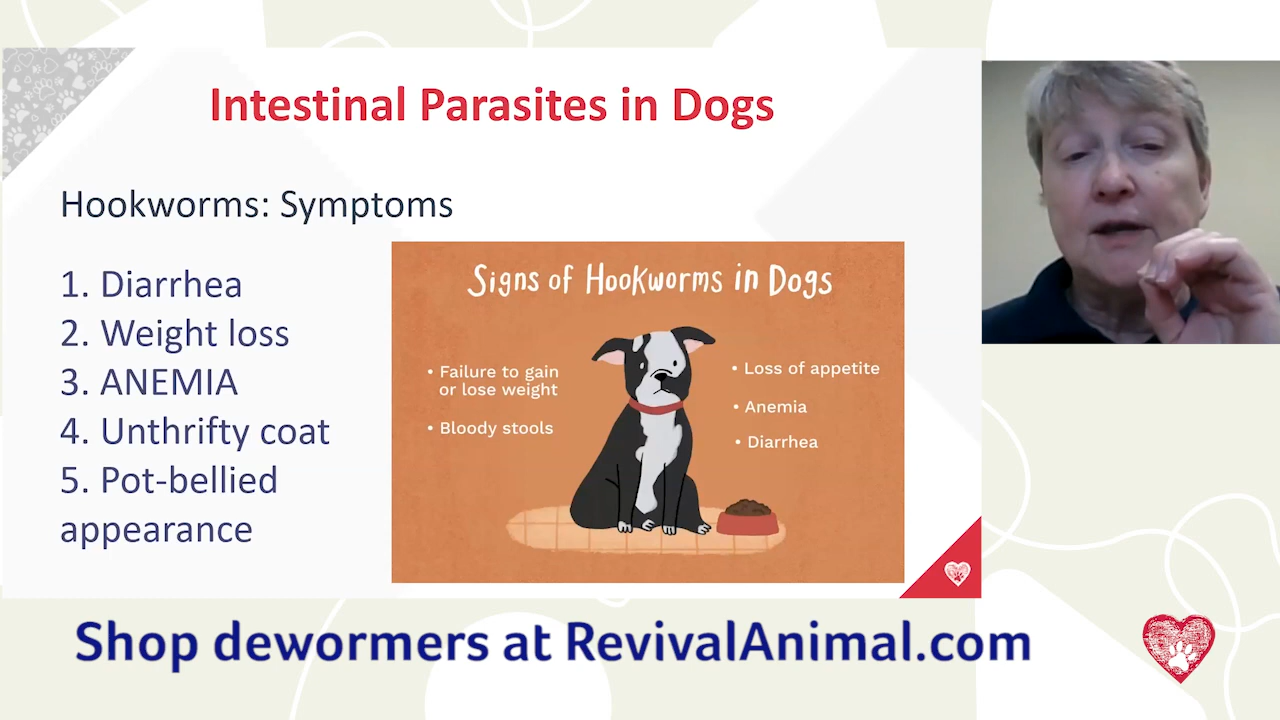 Intestinal Parasites in Dogs
Hookworms: Symptoms
1. Diarrhea
2. Weight loss
3. ANEMIA
4. Unthrifty coat
5. Pot-bellied
appearance
Signs of Hookworms in Dogs
• Failure to gain
or lose weight
• Bloody stools
• Loss of appetite
• Anemia
• Diarrhea
Shop dewormers at RevivalAnimal.com